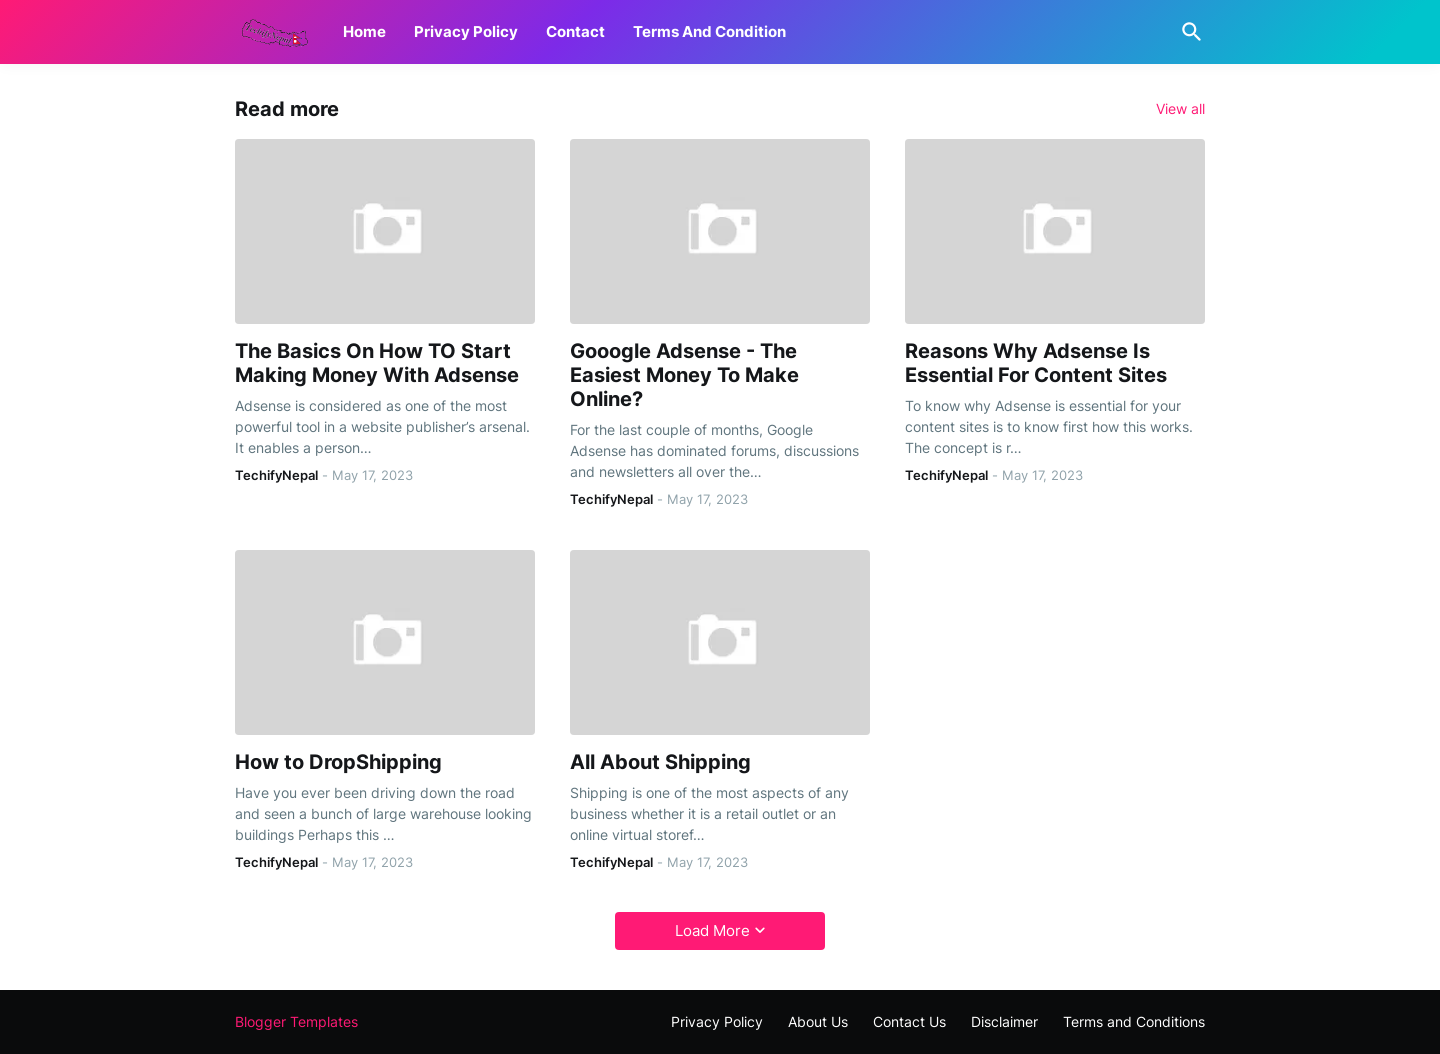 Home Privacy Policy Contact Terms And Condition
Read more View all
The Basics On How TO Start
Making Money With Adsense
Adsense is considered as one of the most
powerful tool in a website publisher’s arsenal.
It enables a person...
TechifyNepal - May 17, 2023
Gooogle Adsense - The
Easiest Money To Make
Online?
For the last couple of months, Google
Adsense has dominated forums, discussions
and newsletters all over the...
TechifyNepal - May 17, 2023
Reasons Why Adsense Is
Essential For Content Sites
To know why Adsense is essential for your
content sites is to know first how this works.
The concept is r...
TechifyNepal - May 17, 2023
How to DropShipping
Have you ever been driving down the road
and seen a bunch of large warehouse looking
buildings Perhaps this ...
TechifyNepal - May 17, 2023
All About Shipping
Shipping is one of the most aspects of any
business whether it is a retail outlet or an
online virtual storef...
TechifyNepal - May 17, 2023
Load More
Blogger Templates Privacy Policy About Us Contact Us Disclaimer Terms and Conditions